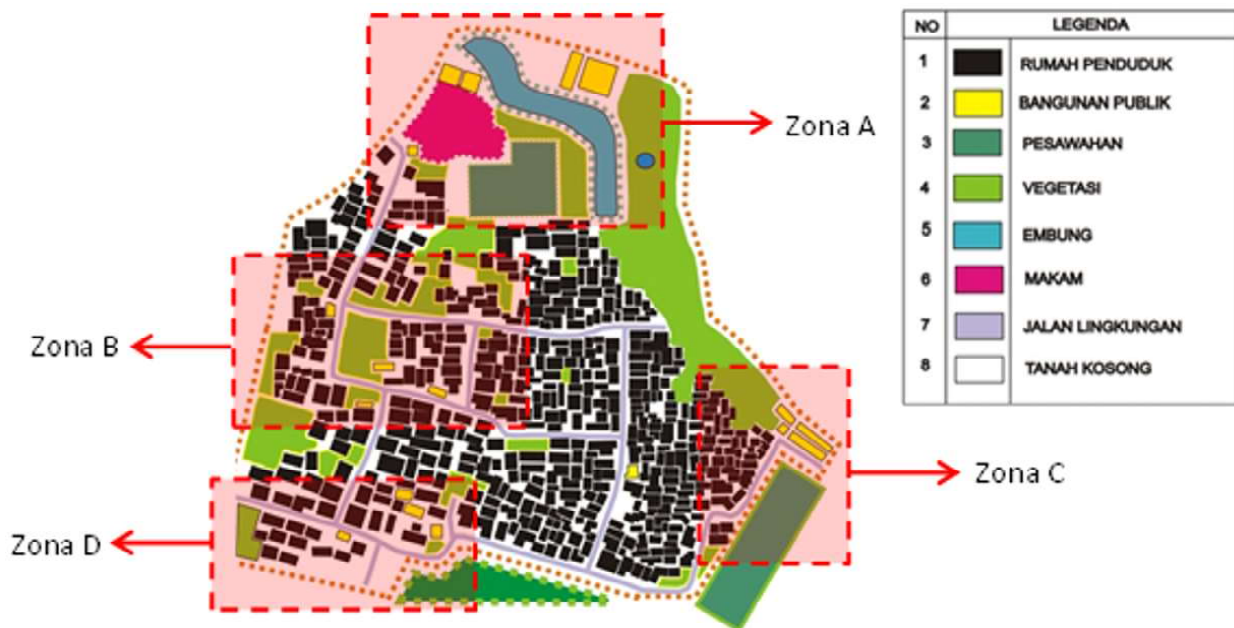 NO LEGENDA
1 RUMAH PENDUDUK
2 BANGUNAN PUBLIK
3 PESAWAHAN
4 VEGETASI
5 EMBUNG
6 MAKAM
7 JALAN LINGKUNGAN
8 TANAH KOSONG
Zona A
Zona B
Zona C
Zona D